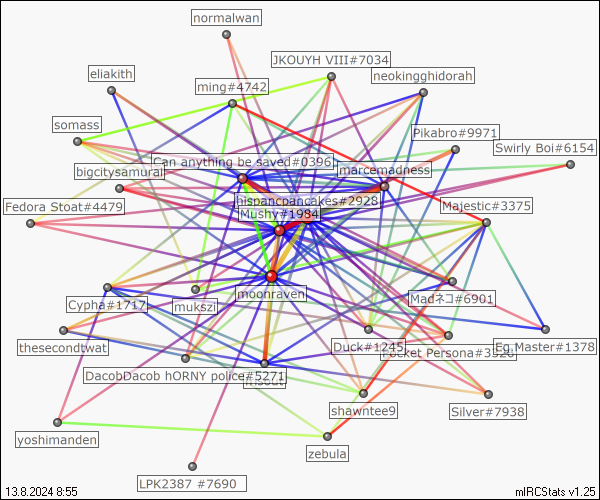 normalwan
JKOUYH VIII#7034
eliakith
neokingghidorah
ming#4742
somass
Pikabro#9971
Swirly Boi#6154
Can anything be saved#0396
marcemadness
bigcitysamurai
Fedora Stoat#4479
hispancpancakes#2928
Majestic#3375
Mushy#1984
moonraven
Madネコ#6901
Cypha#1717
mukszi
thesecondtwat
Duck#1245
Pocket Persona#3526
Eg Master#1378
DacobDacob hORNY police#5271
shawntee9
Silver#7938
yoshimanden
zebula
LPK2387 #7690
13.8.2024 8:55
mIRCStats v1.25